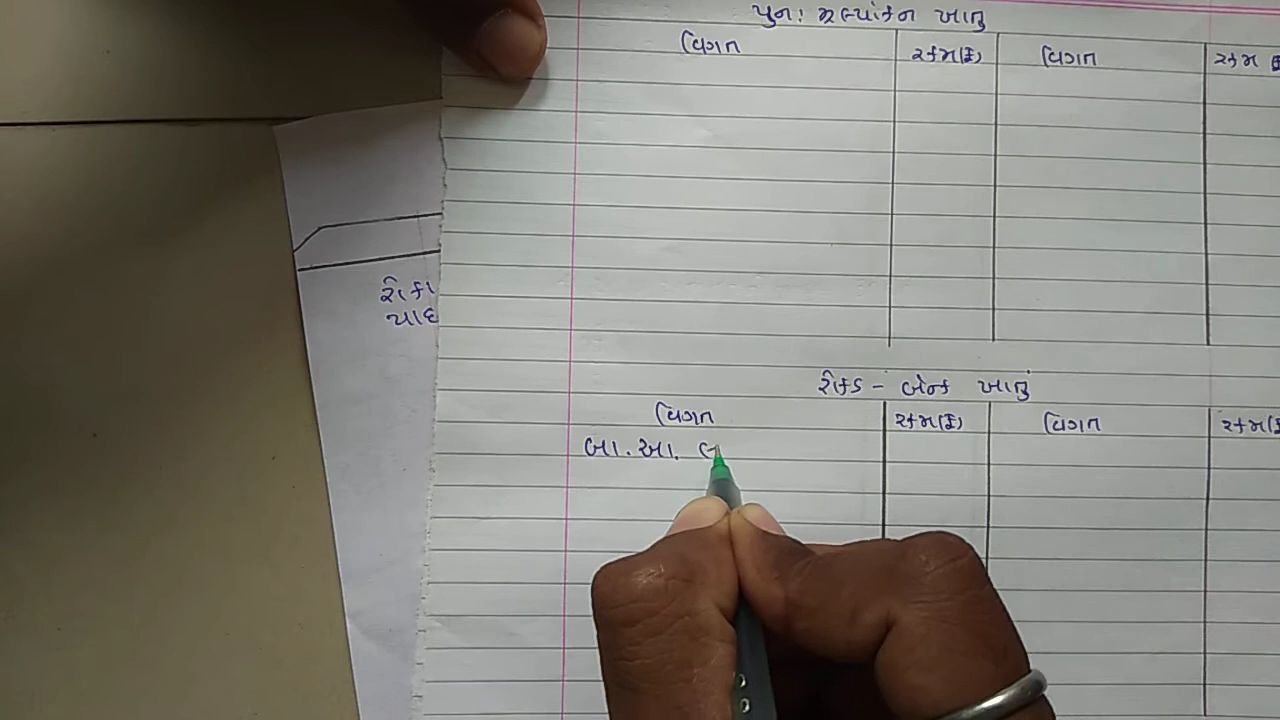 પુનઃ મૂલ્યાંકન ખાતું
વિગત રકમ(₹) વિગત રકમ
રોકડ - બેન્ક ખાતું
વિગત રકમ(₹) વિગત રકમ(₹
બા.આ.
રોકા
યાદ